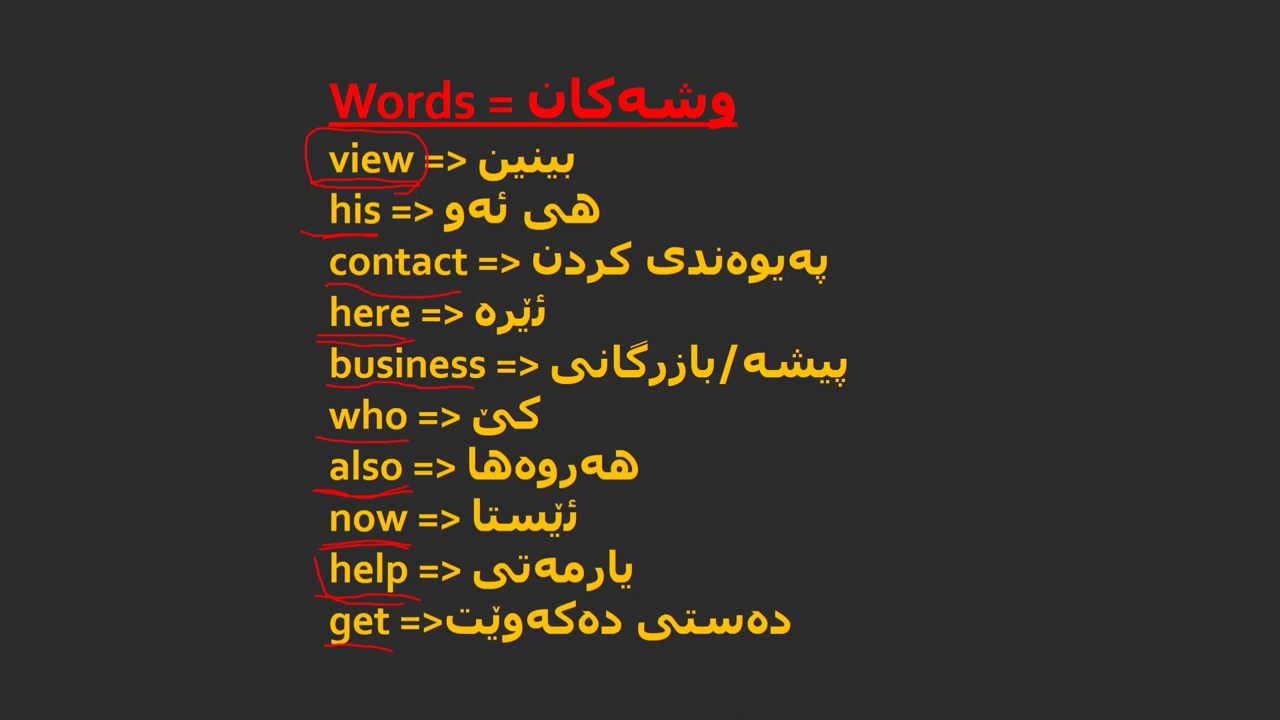 Words = وشەکان
view => بینین
his => هی ئەو
contact => پەیوەندی کردن
here => ئێرە
business => پیشە/بازرگانی
who => کێ
also => هەروەها
now => ئێستا
help => یارمەتی
get =>دەستی دەکەوێت